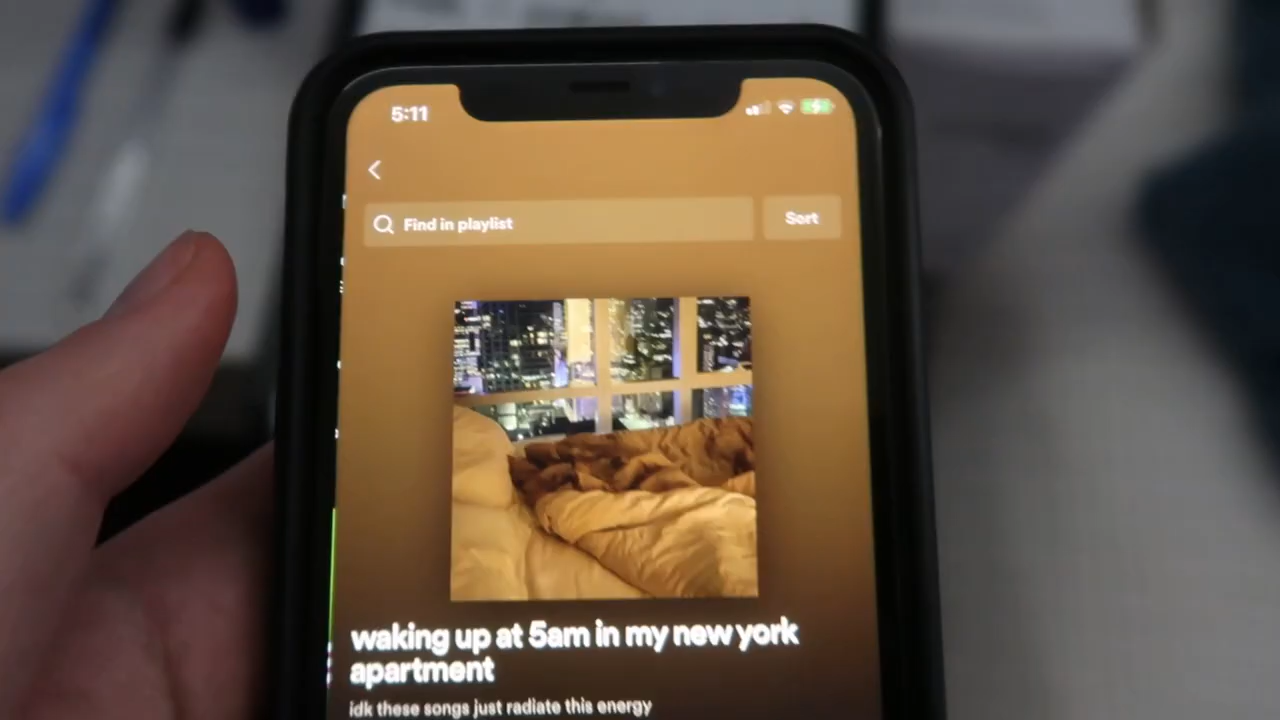 5:11
Find in playlist
Sort
waking up at 5am in my new york
apartment
idk these songs just radiate this energy